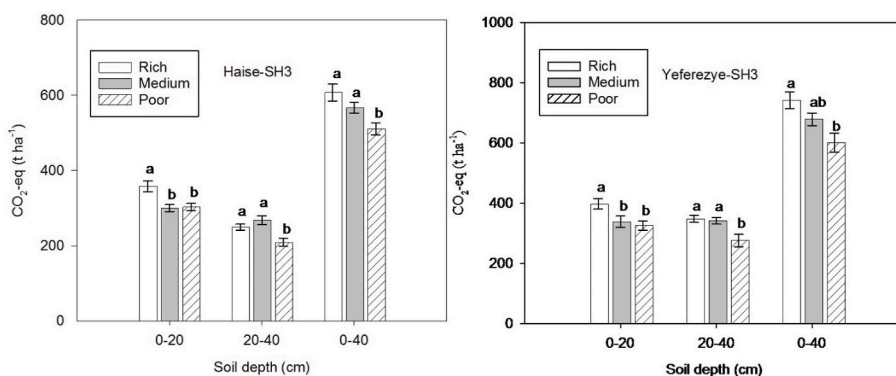 800
600
400
200
0
CO₂-eq (t ha⁻¹)
Rich
Medium
Poor
Haise-SH3
a
b
b
a
a
b
a
a
b
0-20
20-40
0-40
Soil depth (cm)
1000
800
600
400
200
0
CO₂-eq (t ha⁻¹)
Rich
Medium
Poor
Yeferezye-SH3
a
b
b
a
a
b
a
ab
b
0-20
20-40
0-40
Soil depth (cm)